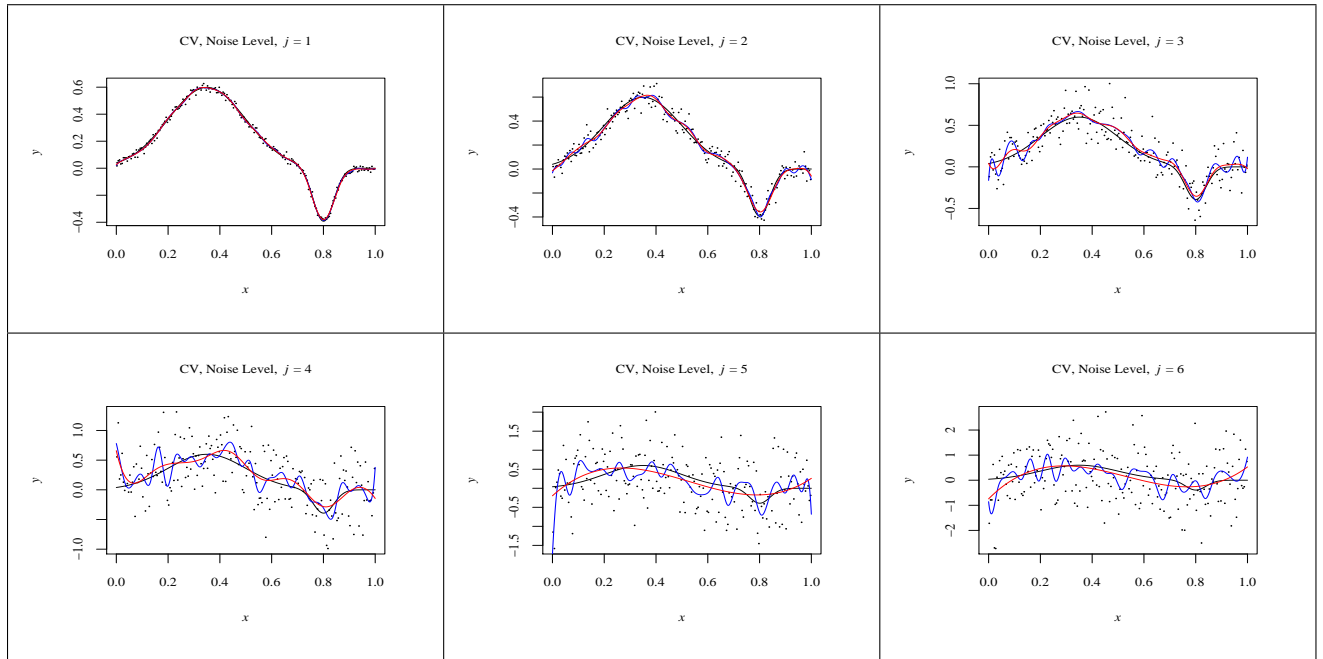 CV, Noise Level, j = 1
CV, Noise Level, j = 2
CV, Noise Level, j = 3
y
0.6
0.4
0.2
0.0
−0.4
0.0 0.2 0.4 0.6 0.8 1.0
x
y
0.4
0.0
−0.4
0.0 0.2 0.4 0.6 0.8 1.0
x
y
1.0
0.5
0.0
−0.5
0.0 0.2 0.4 0.6 0.8 1.0
x
CV, Noise Level, j = 4
CV, Noise Level, j = 5
CV, Noise Level, j = 6
y
1.0
0.5
0.0
−1.0
0.0 0.2 0.4 0.6 0.8 1.0
x
y
1.5
0.5
−0.5
−1.5
0.0 0.2 0.4 0.6 0.8 1.0
x
y
2
1
0
−1
−2
0.0 0.2 0.4 0.6 0.8 1.0
x